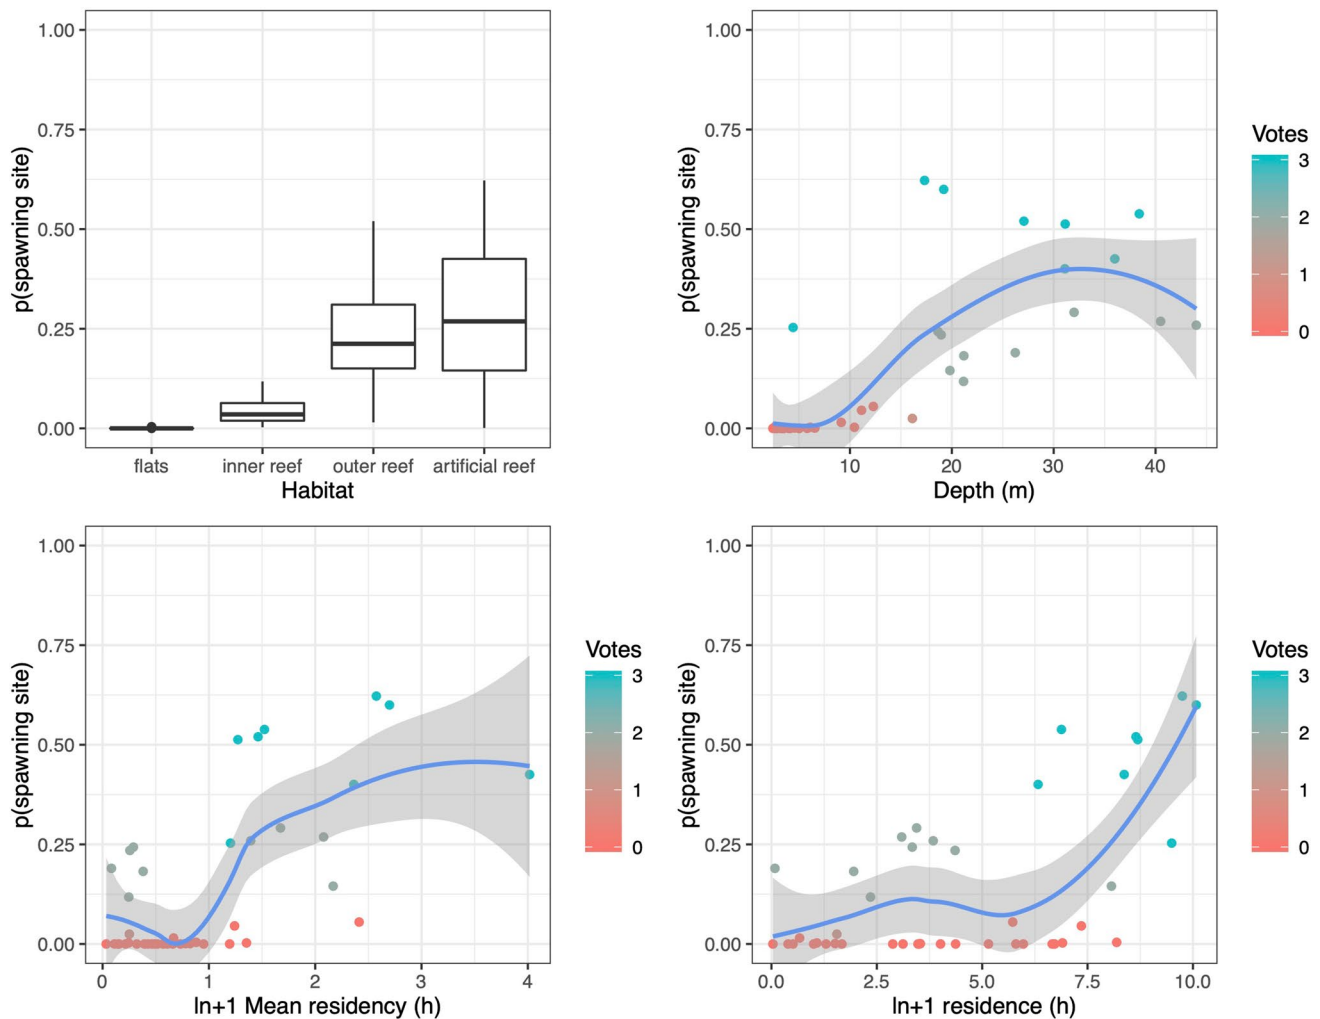 1.00
0.75
0.50
0.25
0.00
p(spawning site)
flats inner reef outer reef artificial reef
Habitat
1.00
0.75
0.50
0.25
0.00
p(spawning site)
10 20 30 40
Depth (m)
Votes
3
2
1
0
1.00
0.75
0.50
0.25
0.00
p(spawning site)
0 1 2 3 4
ln+1 Mean residency (h)
Votes
3
2
1
0
1.00
0.75
0.50
0.25
0.00
p(spawning site)
0.0 2.5 5.0 7.5 10.0
ln+1 residence (h)
Votes
3
2
1
0